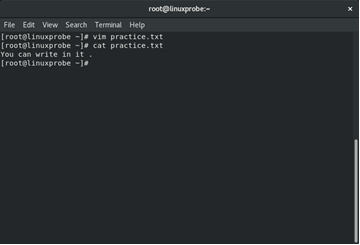 root@linuxprobe:~
File Edit View Search Terminal Help
[root@linuxprobe ~]# vim practice.txt
[root@linuxprobe ~]# cat practice.txt
You can write in it .
[root@linuxprobe ~]#